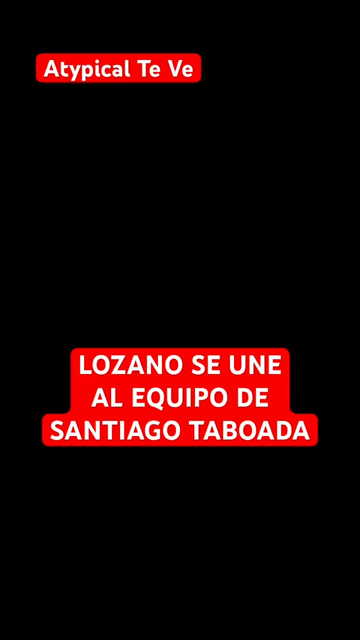 Atypical Te Ve
LOZANO SE UNE
AL EQUIPO DE
SANTIAGO TABOADA